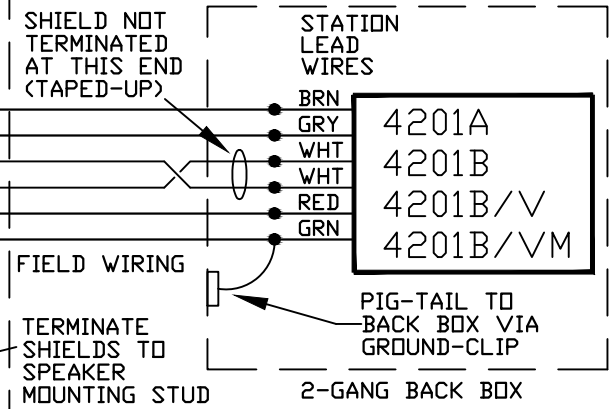 SHIELD NOT
TERMINATED
AT THIS END
(TAPED-UP)
STATION
LEAD
WIRES
BRN
GRY
WHT
WHT
RED
GRN
4201A
4201B
4201B/V
4201B/VM
FIELD WIRING
PIG-TAIL TO
BACK BOX VIA
GROUND-CLIP
TERMINATE
SHIELDS TO
SPEAKER
MOUNTING STUD
2-GANG BACK BOX